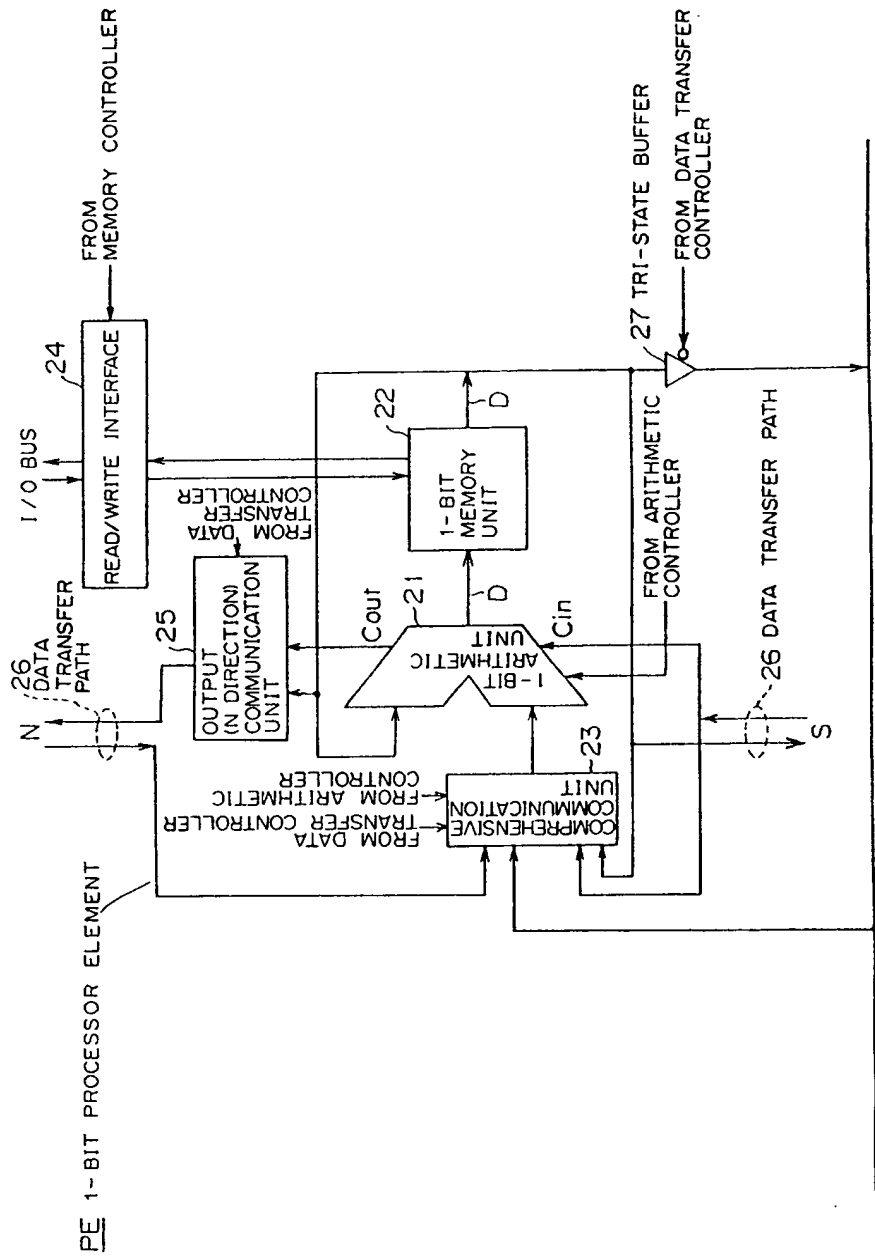 PE 1-BIT PROCESSOR ELEMENT
I/O BUS
24
READ/WRITE INTERFACE
FROM
MEMORY CONTROLLER
26
DATA
TRANSFER
PATH
N
25
OUTPUT
(N DIRECTION)
COMMUNICATION
UNIT
FROM DATA
TRANSFER
CONTROLLER
FROM DATA
TRANSFER CONTROLLER
FROM ARITHMETIC
CONTROLLER
COMPREHENSIVE
COMMUNICATION
UNIT
23
Cout
21
1-BIT
ARITHMETIC
UNIT
Cin
D
22
1-BIT
MEMORY
UNIT
D
FROM ARITHMETIC
CONTROLLER
26 DATA TRANSFER PATH
S
27 TRI-STATE BUFFER
FROM DATA TRANSFER
CONTROLLER